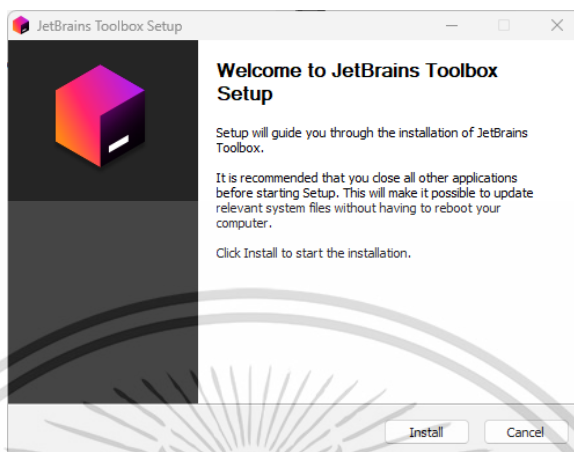 JetBrains Toolbox Setup
Welcome to JetBrains Toolbox
Setup
Setup will guide you through the installation of JetBrains
Toolbox.
It is recommended that you close all other applications
before starting Setup. This will make it possible to update
relevant system files without having to reboot your
computer.
Click Install to start the installation.
Install Cancel